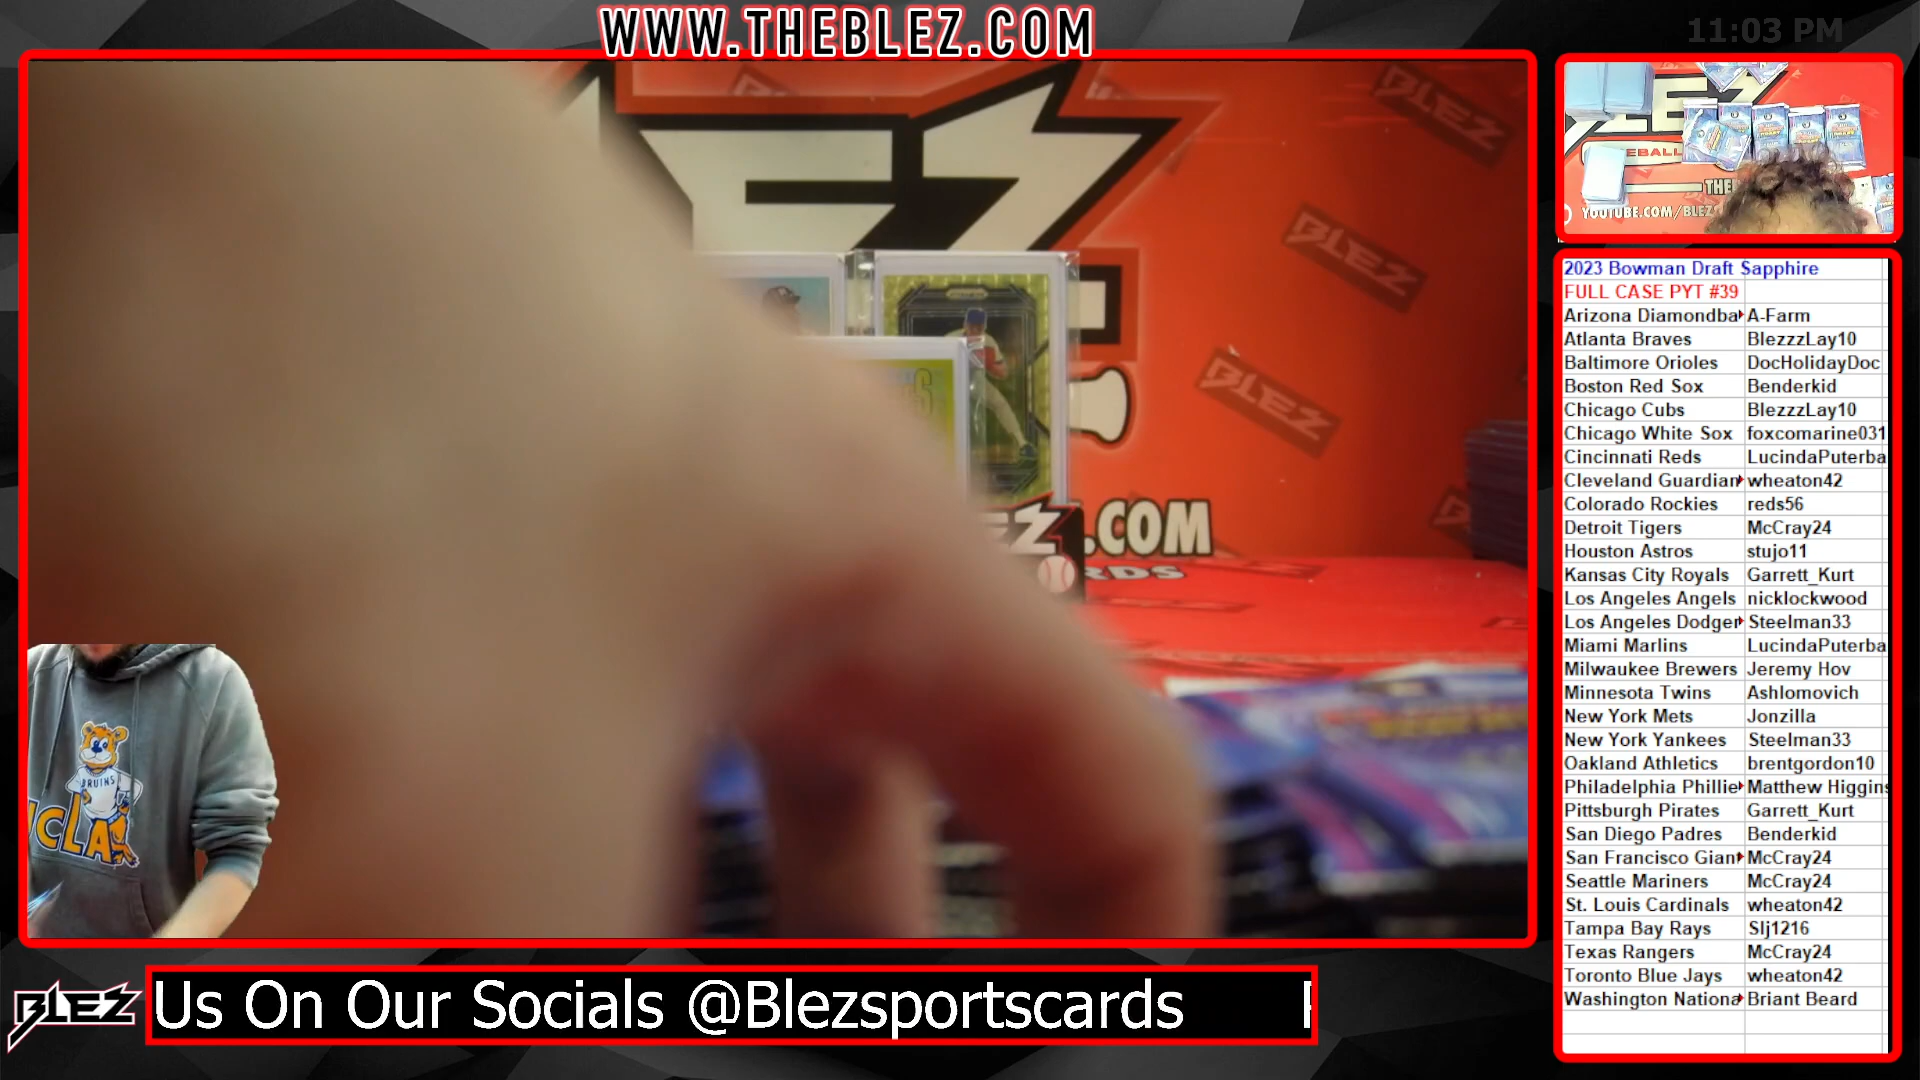 WWW.THEBLEZ.COM
11:03 PM
BLEZ
BLEZ
BLEZ
.COM
RDS
EBALL
THE
YOUTUBE.COM/BLEZ
2023 Bowman Draft Sapphire
FULL CASE PYT #39
Arizona Diamondba A-Farm
Atlanta Braves BlezzzLay10
Baltimore Orioles DocHolidayDoc
Boston Red Sox Benderkid
Chicago Cubs BlezzzLay10
Chicago White Sox foxcomarine031
Cincinnati Reds LucindaPuterba
Cleveland Guardian wheaton42
Colorado Rockies reds56
Detroit Tigers McCray24
Houston Astros stujo11
Kansas City Royals Garrett_Kurt
Los Angeles Angels nicklockwood
Los Angeles Dodger Steelman33
Miami Marlins LucindaPuterba
Milwaukee Brewers Jeremy Hov
Minnesota Twins Ashlomovich
New York Mets Jonzilla
New York Yankees Steelman33
Oakland Athletics brentgordon10
Philadelphia Phillie Matthew Higgins
Pittsburgh Pirates Garrett_Kurt
San Diego Padres Benderkid
San Francisco Gian McCray24
Seattle Mariners McCray24
St. Louis Cardinals wheaton42
Tampa Bay Rays Slj1216
Texas Rangers McCray24
Toronto Blue Jays wheaton42
Washington Nationa Briant Beard
BRUINS
UCLA
BLEZ
Us On Our Socials @Blezsportscards